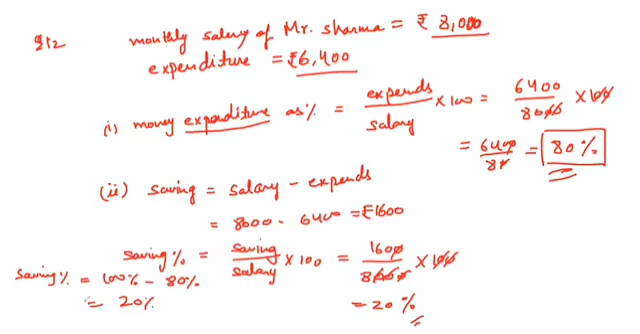 Q12 monthly salary of Mr. sharma = ₹ 8,000
expenditure = ₹6,400
(i) money expenditure as % = expends/salary × 100 = 6400/8000 × 100
= 6400/80 = 80%
(ii) saving = salary - expends
= 8000 - 6400 = ₹1600
saving % = saving/salary × 100 = 1600/8000 × 100
= 20%
saving % = 100% - 80%
= 20%